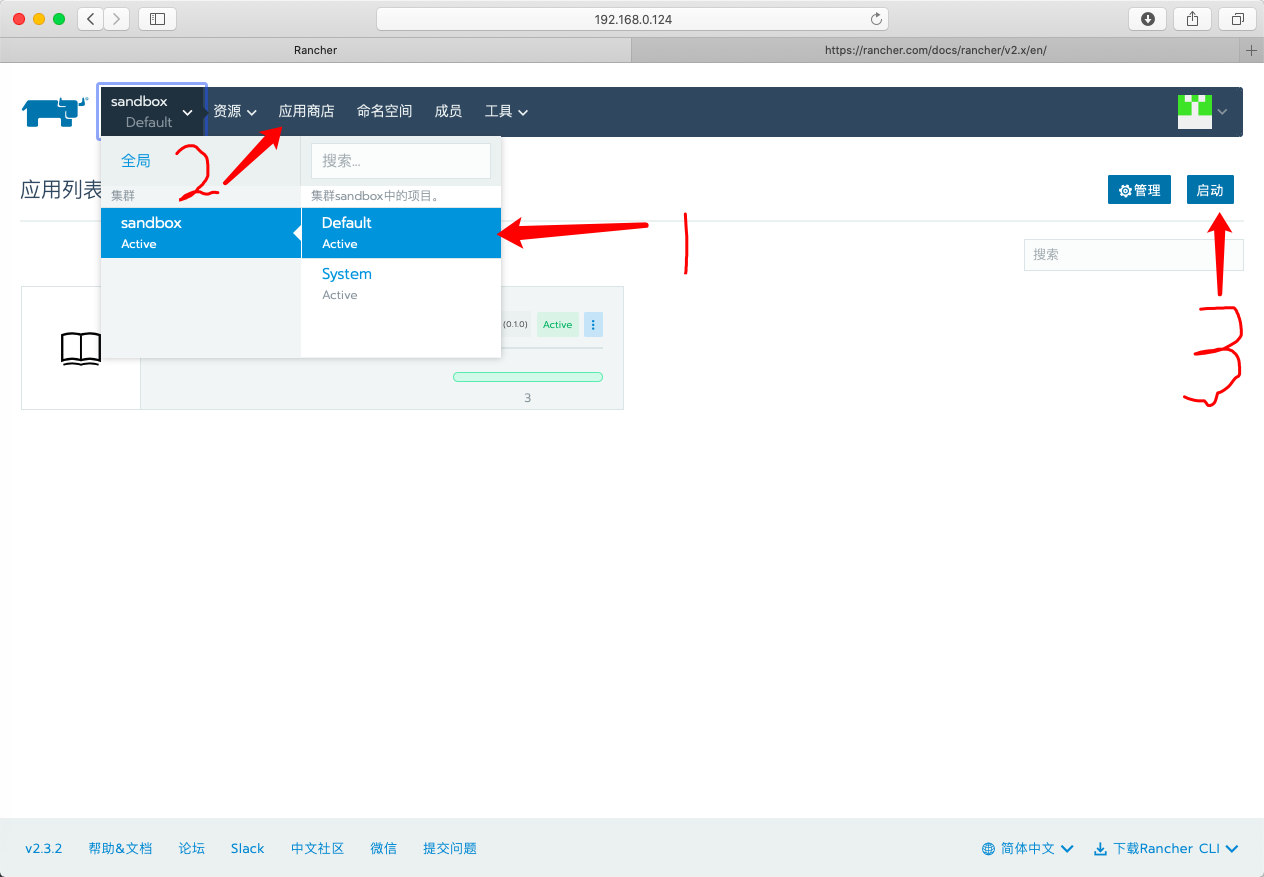 192.168.0.124
Rancher
https://rancher.com/docs/rancher/v2.x/en/
sandbox
Default
资源
应用商店
命名空间
成员
工具
全局
2
搜索...
应用列表
集群
集群sandbox中的项目。
管理
启动
sandbox
Active
Default
Active
1
搜索
System
Active
(0.1.0)
Active
3
3
v2.3.2
帮助&文档
论坛
Slack
中文社区
微信
提交问题
简体中文
下载Rancher CLI